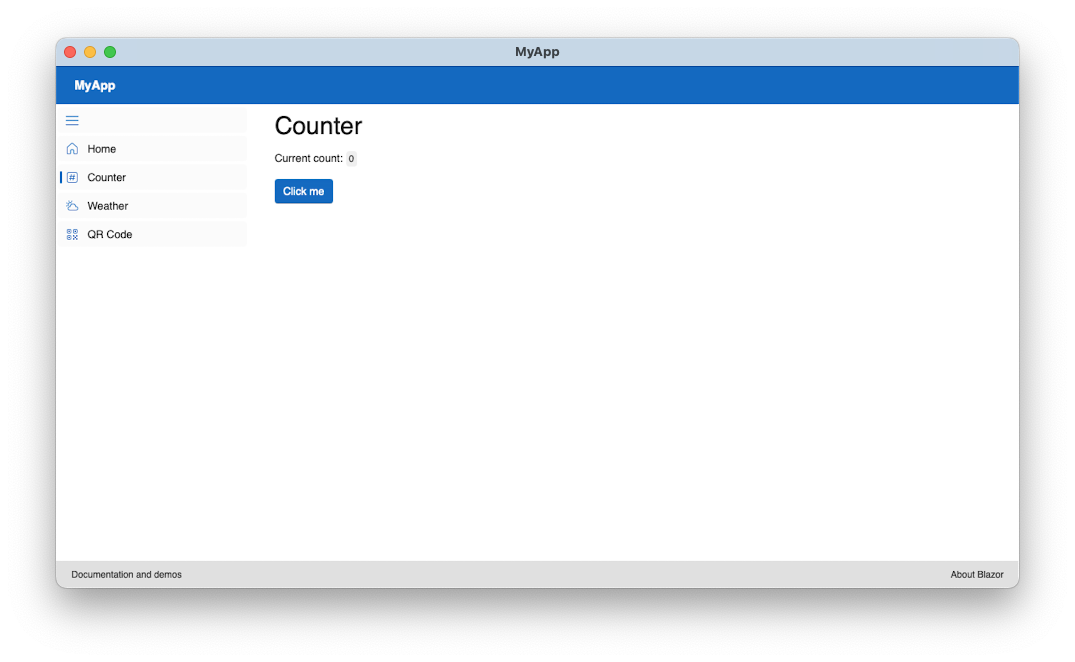 MyApp
MyApp
Counter
Home
Current count: 0
Counter
Click me
Weather
QR Code
Documentation and demos
About Blazor